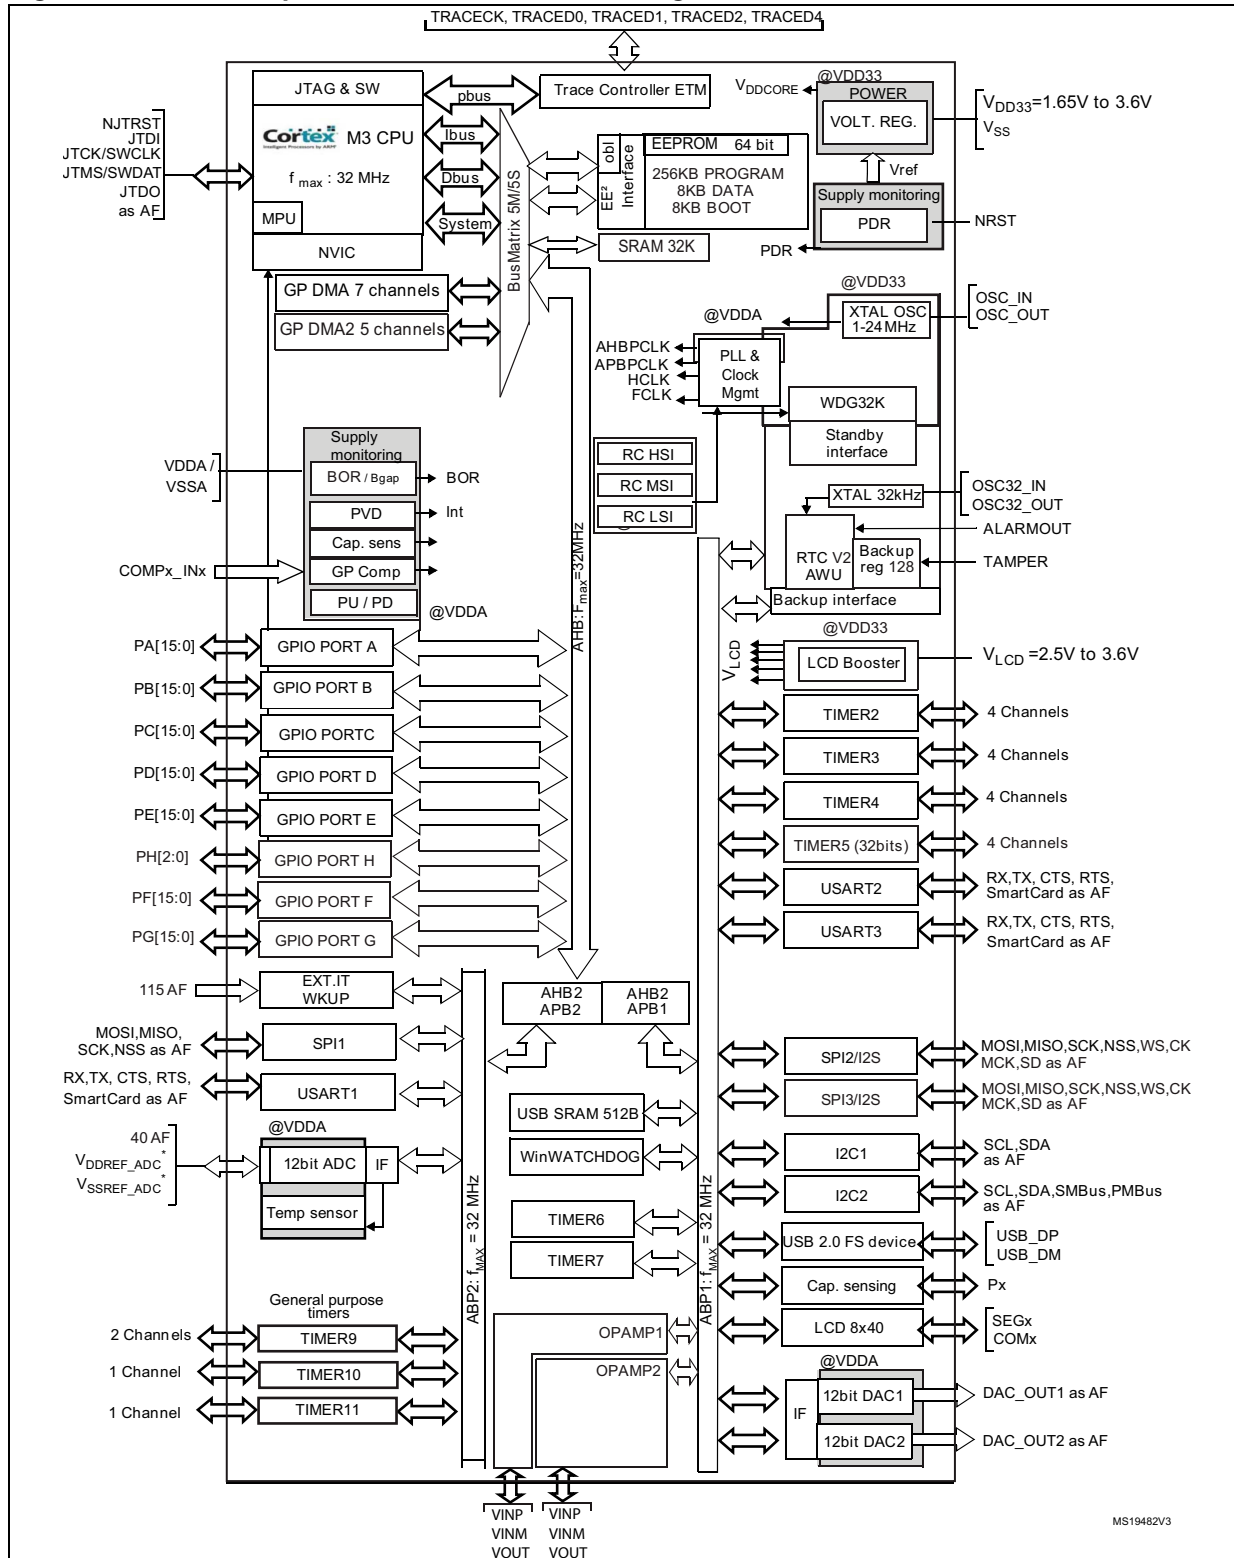 TRACECK, TRACED0, TRACED1, TRACED2, TRACED4
JTAG & SW
pbus
Trace Controller ETM
Cortex
Intelligent Processors by ARM®
M3 CPU
Ibus
f max : 32 MHz
Dbus
MPU
System
NVIC
NJTRST
JTDI
JTCK/SWCLK
JTMS/SWDAT
JTDO
as AF
BusMatrix 5M/5S
obl
EE² Interface
EEPROM 64 bit
256KB PROGRAM
8KB DATA
8KB BOOT
SRAM 32K
VDDCORE
@VDD33
POWER
VOLT. REG.
VDD33=1.65V to 3.6V
VSS
Vref
Supply monitoring
PDR
NRST
PDR
GP DMA 7 channels
GP DMA2 5 channels
@VDD33
@VDDA
XTAL OSC
1-24 MHz
OSC_IN
OSC_OUT
AHBPCLK
APBPCLK
HCLK
FCLK
PLL &
Clock
Mgmt
WDG32K
Standby
interface
RC HSI
RC MSI
RC LSI
XTAL 32kHz
OSC32_IN
OSC32_OUT
ALARMOUT
RTC V2
AWU
Backup
reg 128
TAMPER
Backup interface
VDDA /
VSSA
Supply
monitoring
BOR / Bgap
BOR
PVD
Int
Cap. sens
GP Comp
COMPx_INx
PU / PD
@VDDA
AHB:Fmax=32MHz
@VDD33
VLCD
LCD Booster
VLCD =2.5V to 3.6V
PA[15:0]
GPIO PORT A
PB[15:0]
GPIO PORT B
PC[15:0]
GPIO PORTC
PD[15:0]
GPIO PORT D
PE[15:0]
GPIO PORT E
PH[2:0]
GPIO PORT H
PF[15:0]
GPIO PORT F
PG[15:0]
GPIO PORT G
TIMER2
4 Channels
TIMER3
4 Channels
TIMER4
4 Channels
TIMER5 (32bits)
4 Channels
USART2
RX,TX, CTS, RTS,
SmartCard as AF
USART3
RX,TX, CTS, RTS,
SmartCard as AF
115 AF
EXT.IT
WKUP
AHB2
APB2
AHB2
APB1
MOSI,MISO,
SCK,NSS as AF
SPI1
RX,TX, CTS, RTS,
SmartCard as AF
USART1
SPI2/I2S
MOSI,MISO,SCK,NSS,WS,CK
MCK,SD as AF
SPI3/I2S
MOSI,MISO,SCK,NSS,WS,CK
MCK,SD as AF
USB SRAM 512B
WinWATCHDOG
@VDDA
40 AF
VDDREF_ADC*
VSSREF_ADC*
12bit ADC
IF
Temp sensor
I2C1
SCL,SDA
as AF
I2C2
SCL,SDA,SMBus,PMBus
as AF
TIMER6
TIMER7
USB 2.0 FS device
USB_DP
USB_DM
Cap. sensing
Px
LCD 8x40
SEGx
COMx
ABP2: fMAX = 32 MHz
ABP1: fMAX = 32 MHz
General purpose
timers
2 Channels
TIMER9
1 Channel
TIMER10
1 Channel
TIMER11
OPAMP1
OPAMP2
@VDDA
IF
12bit DAC1
DAC_OUT1 as AF
12bit DAC2
DAC_OUT2 as AF
VINP
VINM
VOUT
VINP
VINM
VOUT
MS19482V3